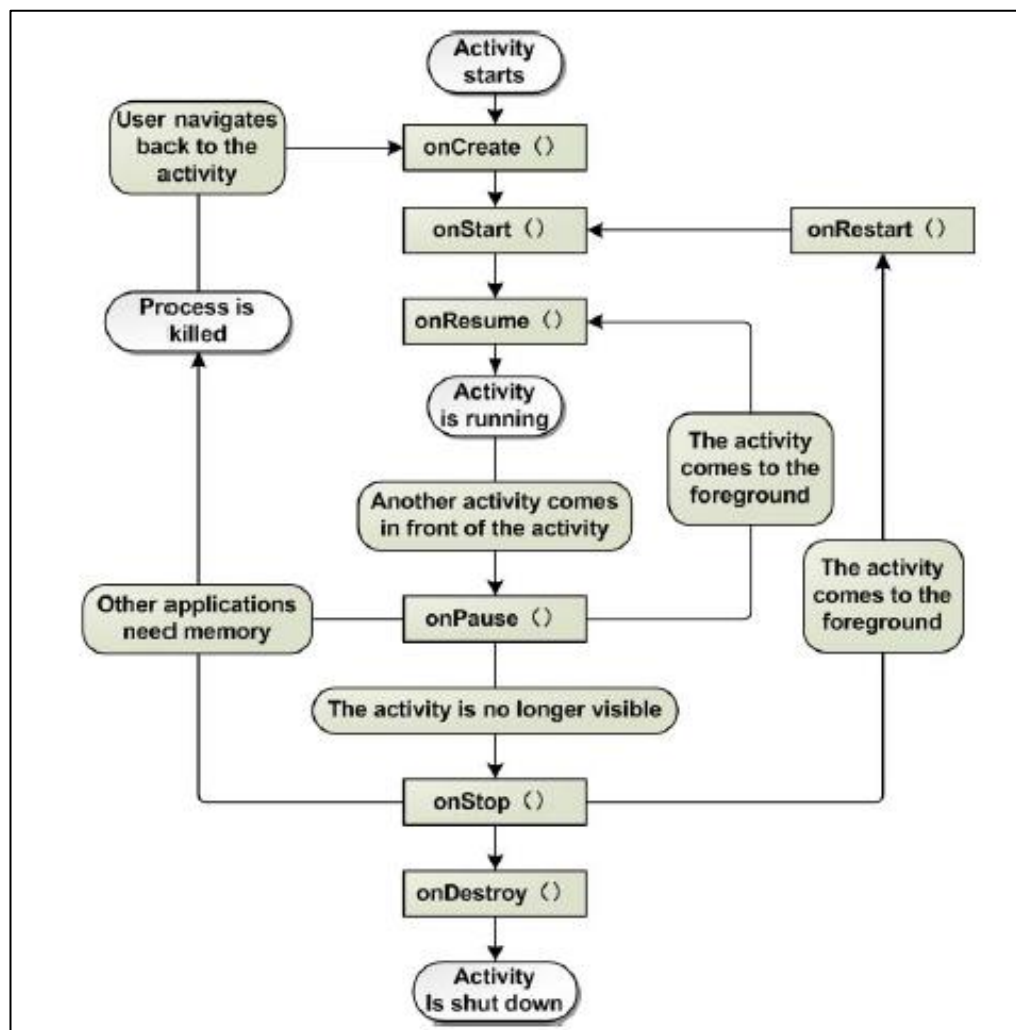 Activity
starts
User navigates
back to the
activity
onCreate ()
onStart ()
onRestart ()
Process is
killed
onResume ()
Activity
is running
The activity
comes to the
foreground
Another activity comes
in front of the activity
The activity
comes to the
foreground
Other applications
need memory
onPause ()
The activity is no longer visible
onStop ()
onDestroy ()
Activity
Is shut down